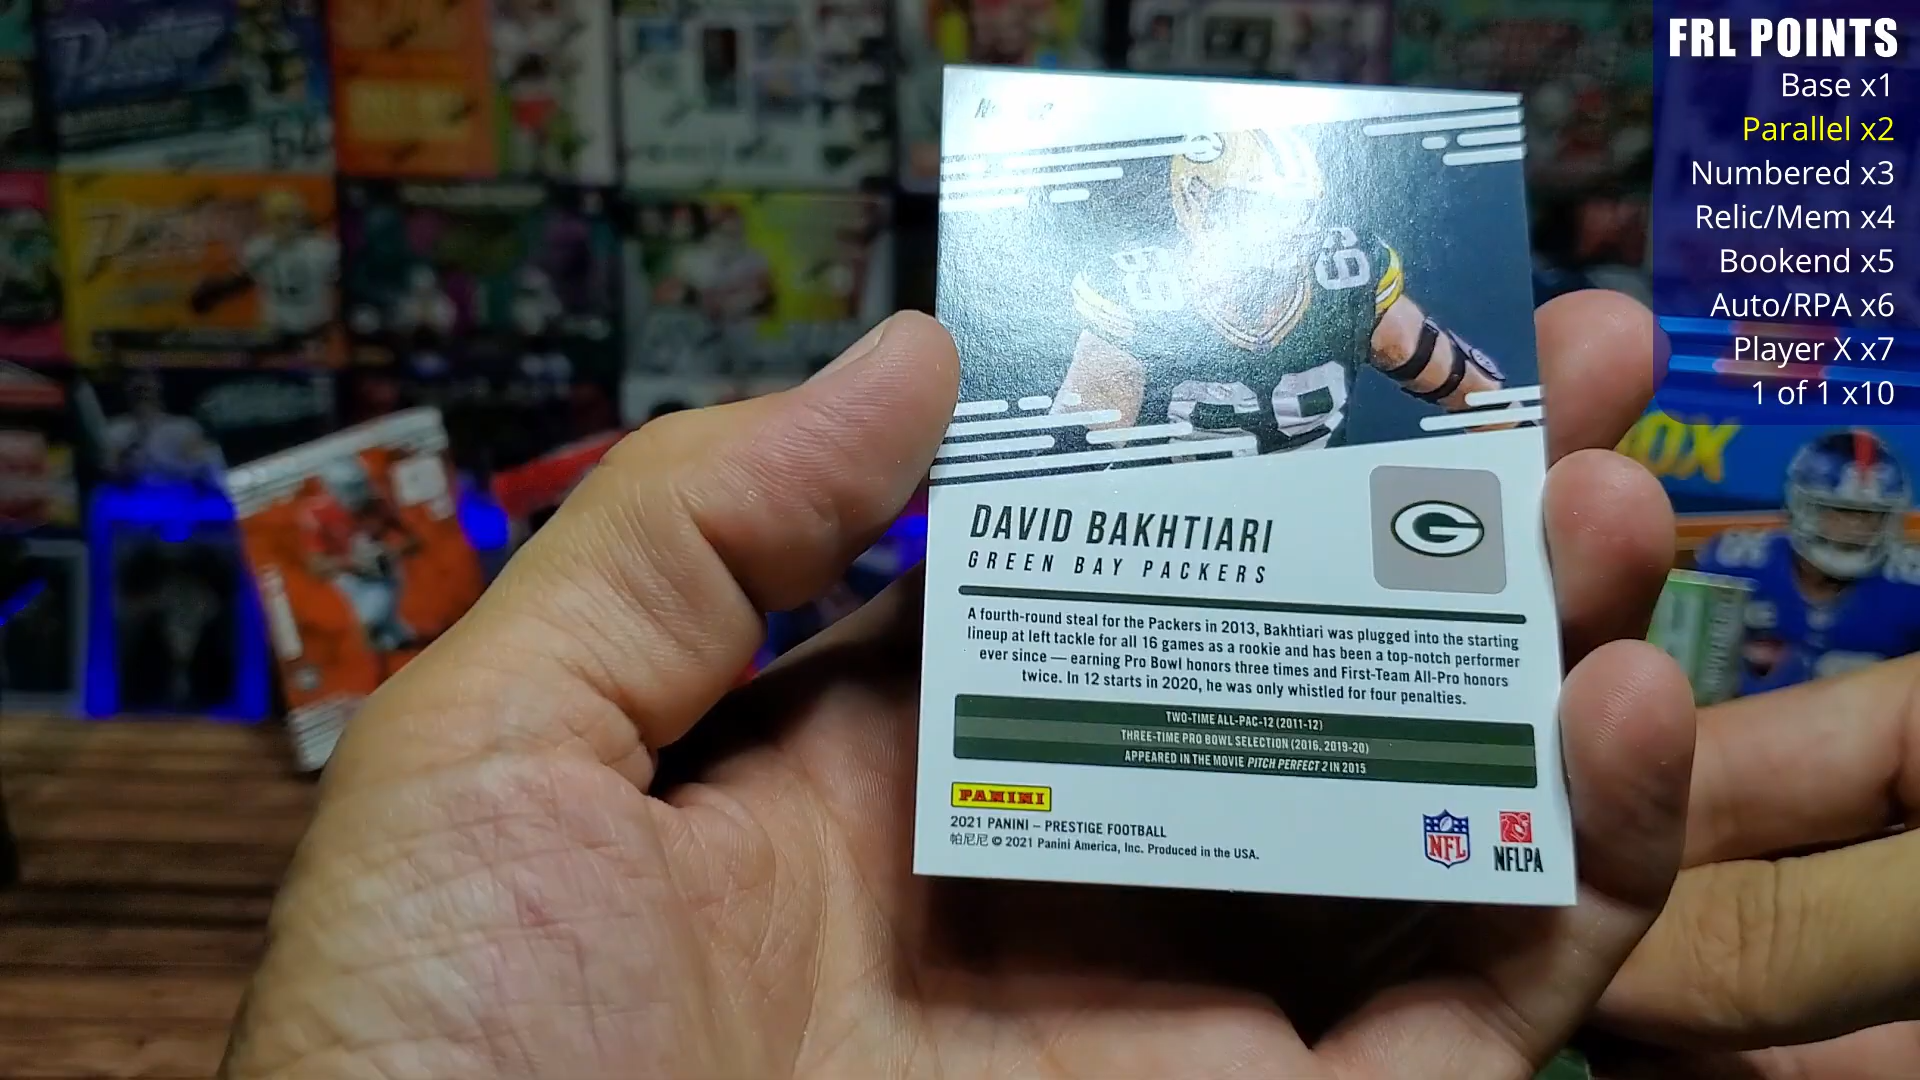 FRL POINTS
Base x1
Parallel x2
Numbered x3
Relic/Mem x4
Bookend x5
Auto/RPA x6
Player X x7
1 of 1 x10
69
69
69
DAVID BAKHTIARI
GREEN BAY PACKERS
G
A fourth-round steal for the Packers in 2013, Bakhtiari was plugged into the starting
lineup at left tackle for all 16 games as a rookie and has been a top-notch performer
ever since — earning Pro Bowl honors three times and First-Team All-Pro honors
twice. In 12 starts in 2020, he was only whistled for four penalties.
TWO-TIME ALL-PAC-12 (2011-12)
THREE-TIME PRO BOWL SELECTION (2016, 2019-20)
APPEARED IN THE MOVIE PITCH PERFECT 2 IN 2015
PANINI
2021 PANINI – PRESTIGE FOOTBALL
帕尼尼 © 2021 Panini America, Inc. Produced in the USA.
NFL
NFLPA